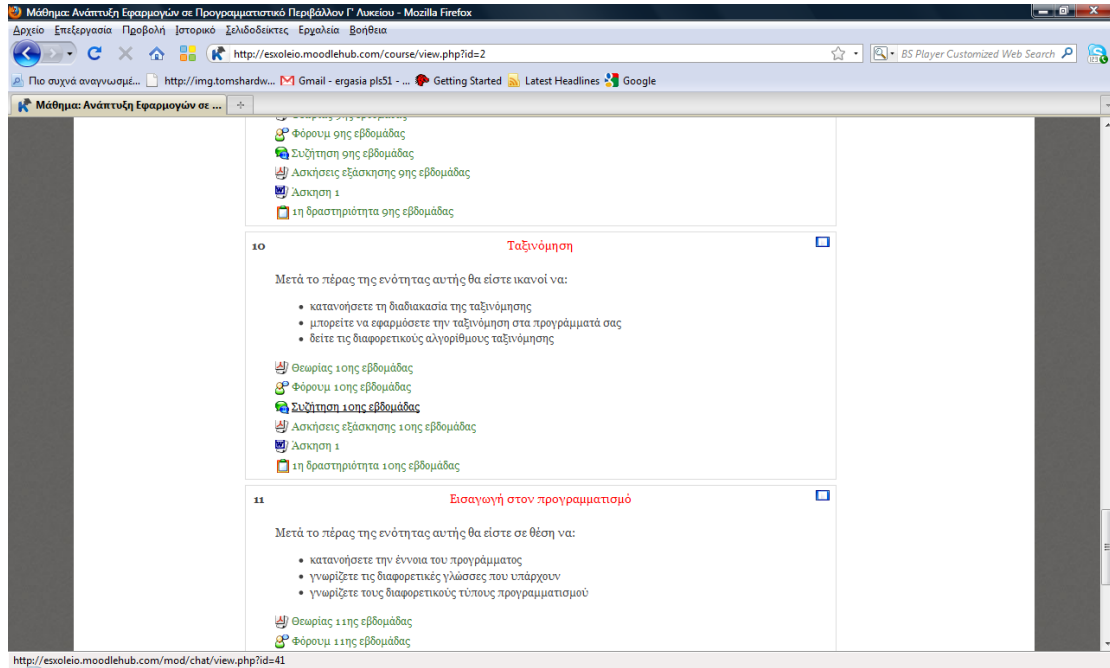 Μάθημα: Ανάπτυξη Εφαρμογών σε Προγραμματιστικό Περιβάλλον Γ' Λυκείου - Mozilla Firefox
Αρχείο Επεξεργασία Προβολή Ιστορικό Σελιδοδείκτες Εργαλεία Βοήθεια
http://esxoleio.moodlehub.com/course/view.php?id=2 BS Player Customized Web Search
Πιο συχνά αναγνωσμέ... http://img.tomshardw... Gmail - ergasia pls51 - ... Getting Started Latest Headlines Google
Μάθημα: Ανάπτυξη Εφαρμογών σε ...
Φόρουμ 9ης εβδομάδας
Συζήτηση 9ης εβδομάδας
Ασκήσεις εξάσκησης 9ης εβδομάδας
Άσκηση 1
1η δραστηριότητα 9ης εβδομάδας
10 Ταξινόμηση
Μετά το πέρας της ενότητας αυτής θα είστε ικανοί να:
• κατανοήσετε τη διαδιακασία της ταξινόμησης
• μπορείτε να εφαρμόσετε την ταξινόμηση στα προγράμματά σας
• δείτε τις διαφορετικούς αλγορίθμους ταξινόμησης
Θεωρίας 10ης εβδομάδας
Φόρουμ 10ης εβδομάδας
Συζήτηση 10ης εβδομάδας
Ασκήσεις εξάσκησης 10ης εβδομάδας
Άσκηση 1
1η δραστηριότητα 10ης εβδομάδας
11 Εισαγωγή στον προγραμματισμό
Μετά το πέρας της ενότητας αυτής θα είστε σε θέση να:
• κατανοήσετε την έννοια του προγράμματος
• γνωρίζετε τις διαφορετικές γλώσσες που υπάρχουν
• γνωρίζετε τους διαφορετικούς τύπους προγραμματισμού
Θεωρίας 11ης εβδομάδας
Φόρουμ 11ης εβδομάδας
http://esxoleio.moodlehub.com/mod/chat/view.php?id=41